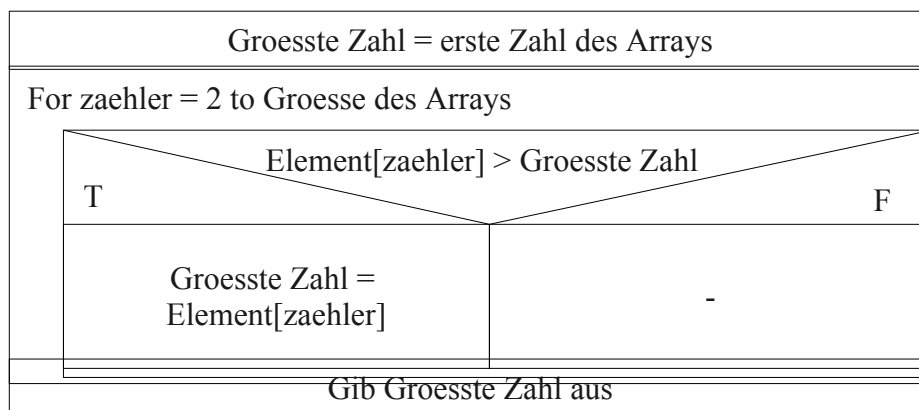 Groesste Zahl = erste Zahl des Arrays
For zaehler = 2 to Groesse des Arrays
Element[zaehler] > Groesste Zahl
T
F
Groesste Zahl =
Element[zaehler]
-
Gib Groesste Zahl aus